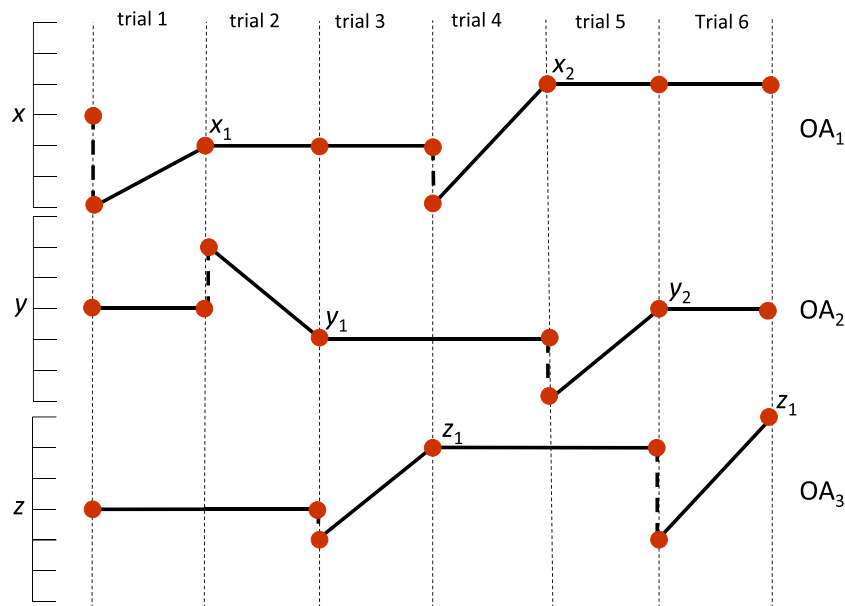 trial 1 trial 2 trial 3 trial 4 trial 5 Trial 6
x x₁ x₂ OA₁
y y₁ y₂ OA₂
z z₁ z₁ OA₃